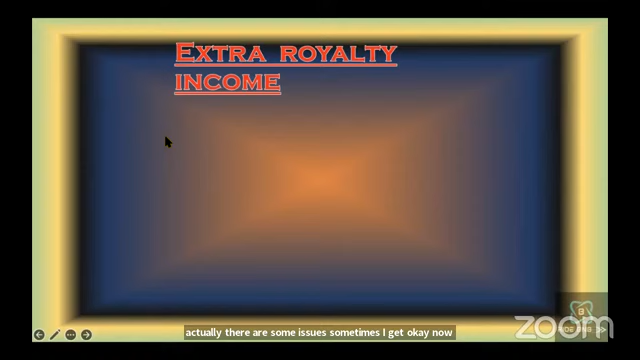 EXTRA ROYALTY
INCOME
zoom
actually there are some issues sometimes I get okay now